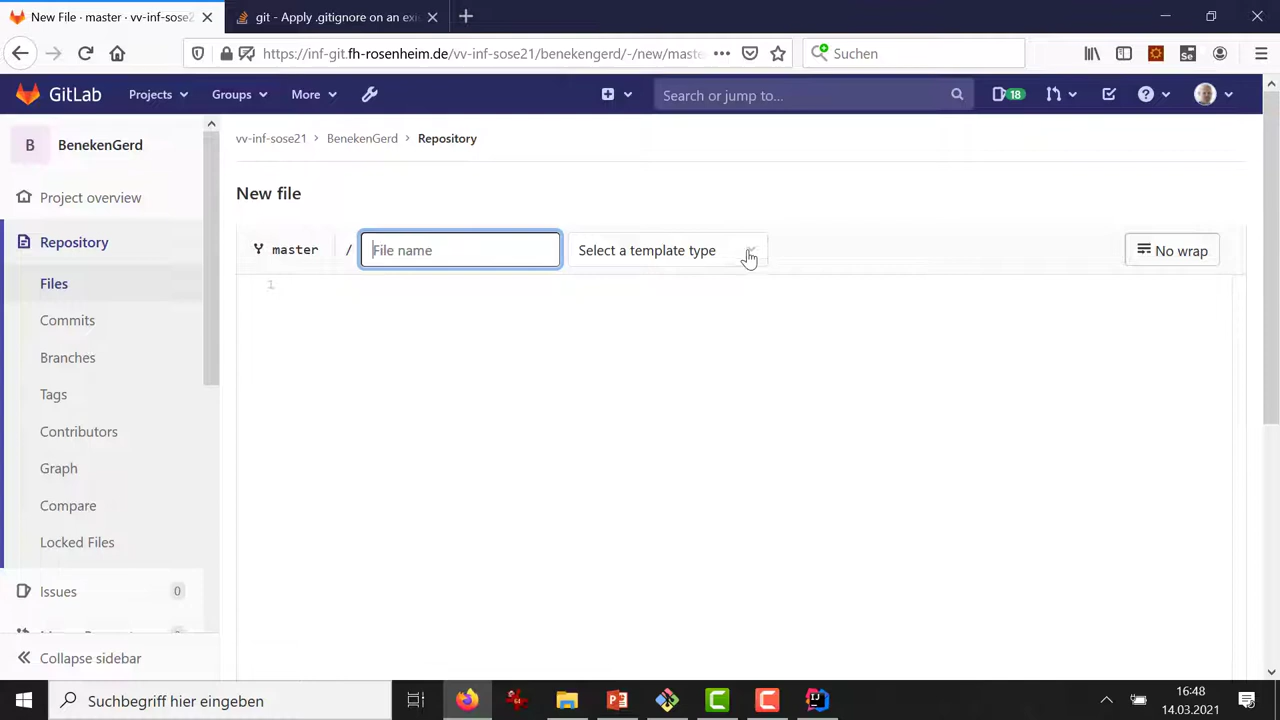 New File · master · vv-inf-sose2
git - Apply .gitignore on an exi
https://inf-git.fh-rosenheim.de/vv-inf-sose21/benekengerd/-/new/maste
Suchen
GitLab
Projects
Groups
More
Search or jump to...
18
B
BenekenGerd
vv-inf-sose21 > BenekenGerd > Repository
Project overview
New file
Repository
master
/
File name
Select a template type
No wrap
1
Files
Commits
Branches
Tags
Contributors
Graph
Compare
Locked Files
Issues
0
Collapse sidebar
Suchbegriff hier eingeben
16:48
14.03.2021